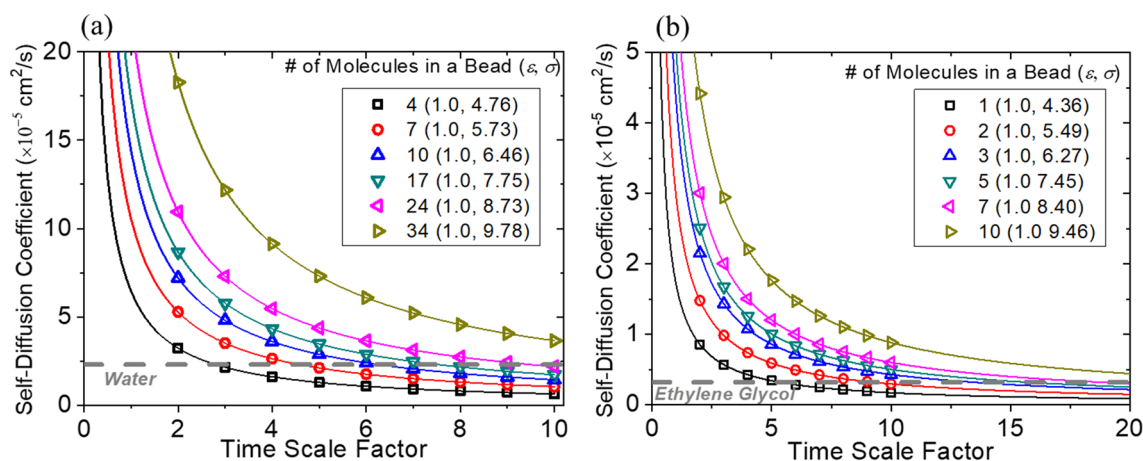 (a)
20
15
10
5
0
0 2 4 6 8 10
Self-Diffusion Coefficient (×10⁻⁵ cm²/s)
Time Scale Factor
# of Molecules in a Bead (ε, σ)
4 (1.0, 4.76)
7 (1.0, 5.73)
10 (1.0, 6.46)
17 (1.0, 7.75)
24 (1.0, 8.73)
34 (1.0, 9.78)
Water
(b)
5
4
3
2
1
0
0 5 10 15 20
Self-Diffusion Coefficient (×10⁻⁵ cm²/s)
Time Scale Factor
# of Molecules in a Bead (ε, σ)
1 (1.0, 4.36)
2 (1.0, 5.49)
3 (1.0, 6.27)
5 (1.0 7.45)
7 (1.0 8.40)
10 (1.0 9.46)
Ethylene Glycol